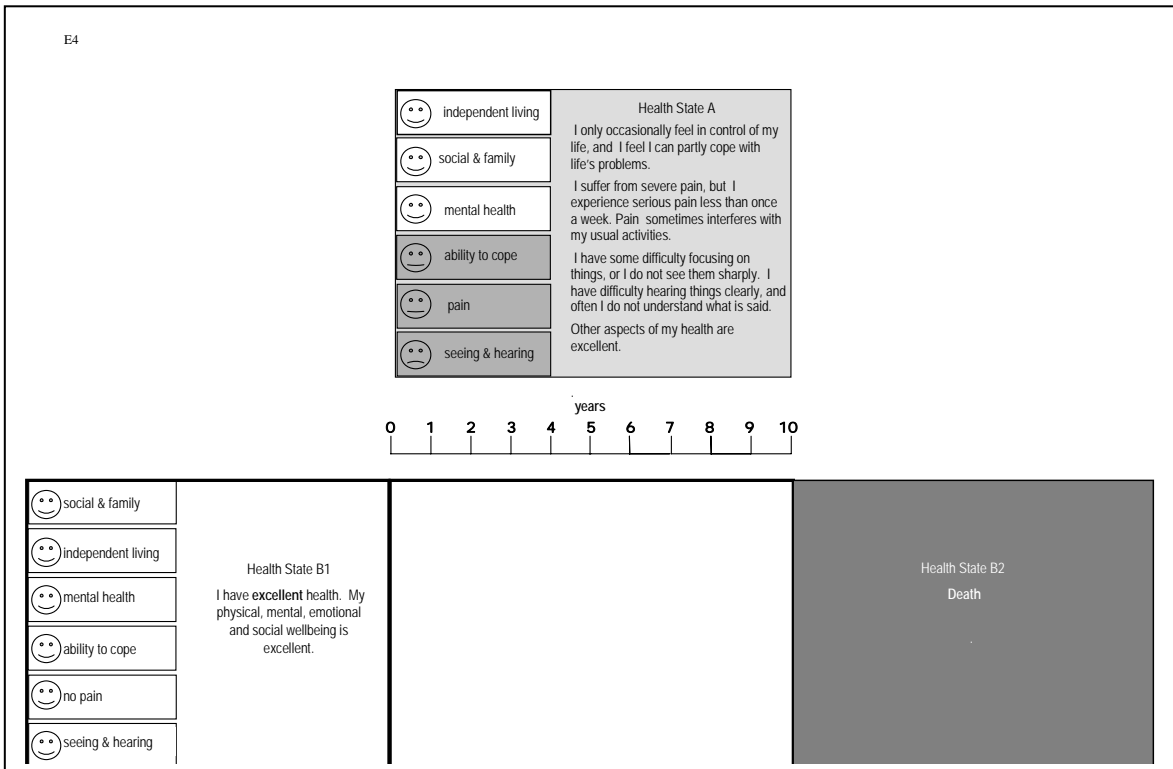 E4
independent living
social & family
mental health
ability to cope
pain
seeing & hearing
Health State A
I only occasionally feel in control of my
life, and I feel I can partly cope with
life's problems.
I suffer from severe pain, but I
experience serious pain less than once
a week. Pain sometimes interferes with
my usual activities.
I have some difficulty focusing on
things, or I do not see them sharply. I
have difficulty hearing things clearly, and
often I do not understand what is said.
Other aspects of my health are
excellent.
years
0 1 2 3 4 5 6 7 8 9 10
social & family
independent living
mental health
ability to cope
no pain
seeing & hearing
Health State B1
I have excellent health. My
physical, mental, emotional
and social wellbeing is
excellent.
Health State B2
Death